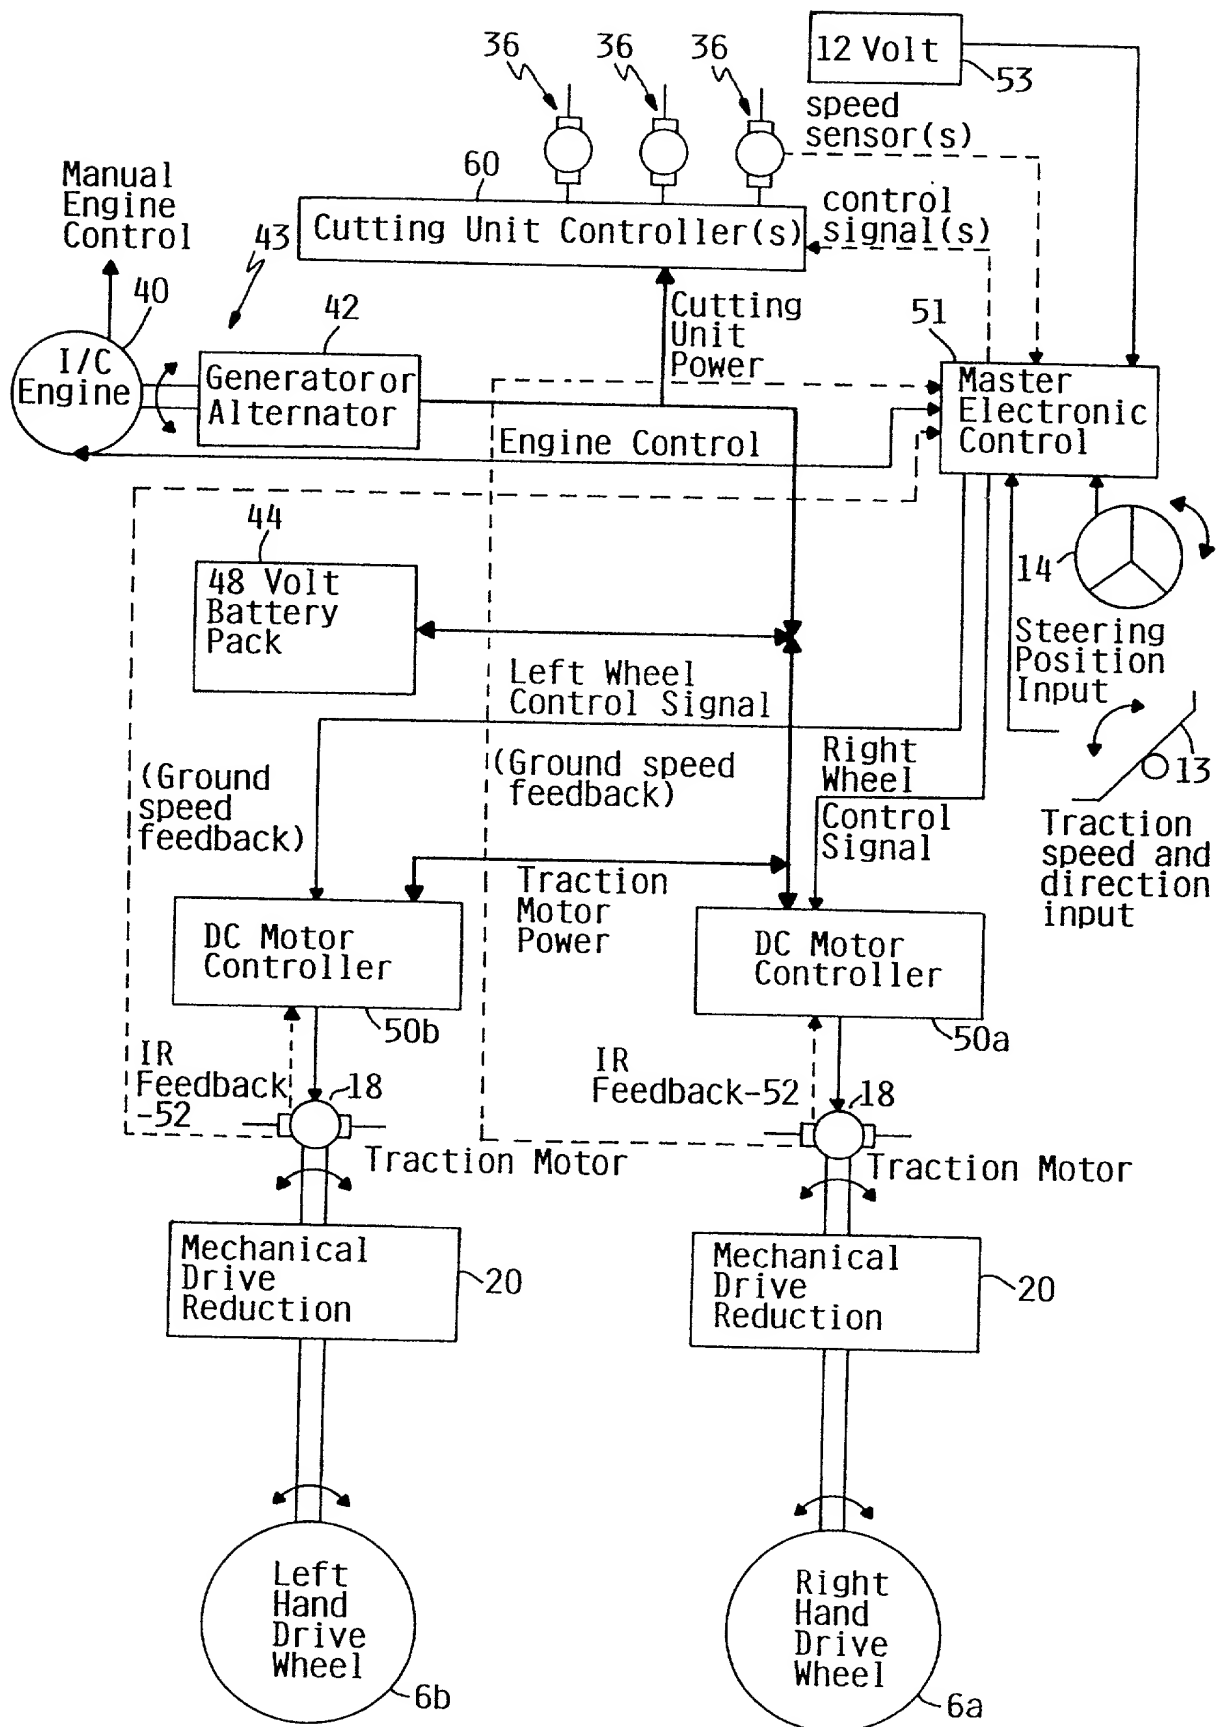 36
36
36
12 Volt
53
speed
sensor(s)
60
Manual
Engine
Control
43
Cutting Unit Controller(s)
control
signal(s)
40
42
Cutting
Unit
Power
51
I/C
Engine
Generator or
Alternator
Master
Electronic
Control
Engine Control
44
48 Volt
Battery
Pack
14
Steering
Position
Input
Left Wheel
Control Signal
(Ground
speed
feedback)
(Ground speed
feedback)
Right
Wheel
Control
Signal
13
Traction
speed and
direction
input
Traction
Motor
Power
DC Motor
Controller
DC Motor
Controller
50b
50a
IR
Feedback
-52
18
IR
Feedback-52
18
Traction Motor
Traction Motor
Mechanical
Drive
Reduction
20
Mechanical
Drive
Reduction
20
Left
Hand
Drive
Wheel
6b
Right
Hand
Drive
Wheel
6a